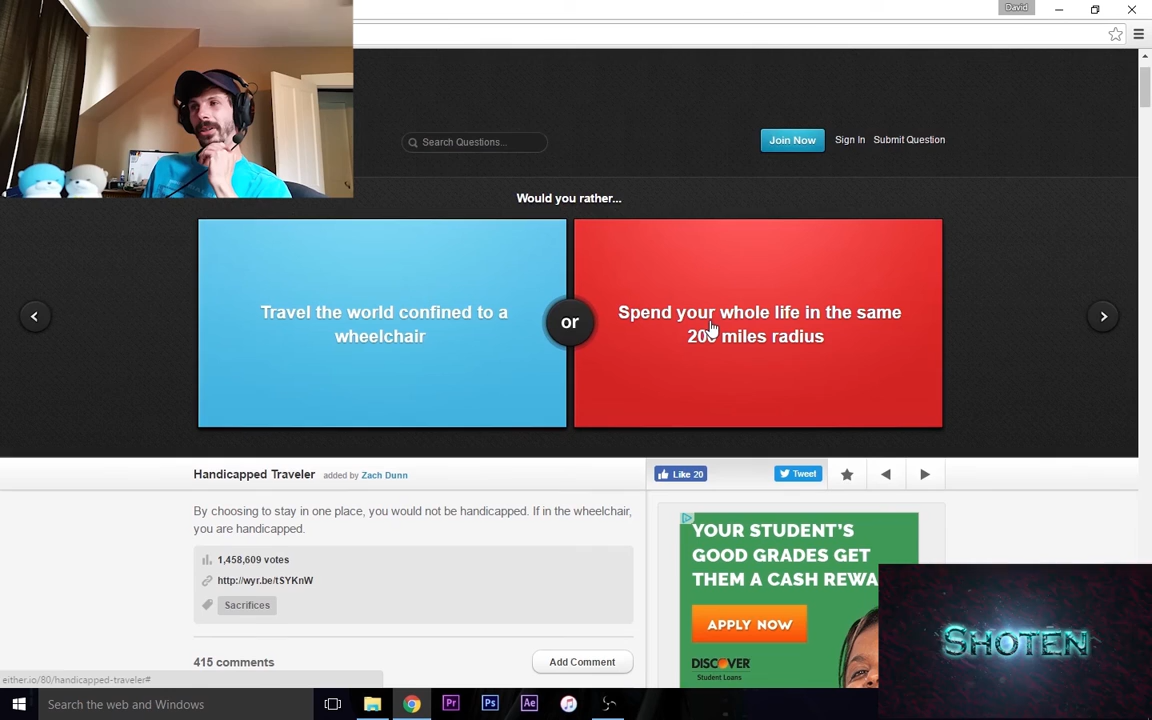 David
Search Questions...
Join Now
Sign In
Submit Question
Would you rather...
Travel the world confined to a
wheelchair
or
Spend your whole life in the same
200 miles radius
Handicapped Traveler
added by Zach Dunn
Like 20
Tweet
By choosing to stay in one place, you would not be handicapped. If in the wheelchair,
you are handicapped.
1,458,609 votes
http://wyr.be/tSYKnW
Sacrifices
415 comments
Add Comment
YOUR STUDENT'S
GOOD GRADES GET
THEM A CASH REWA
APPLY NOW
DISCOVER
Student Loans
SHOTEN
either.io/80/handicapped-traveler#
Search the web and Windows
Pr
Ps
Ae